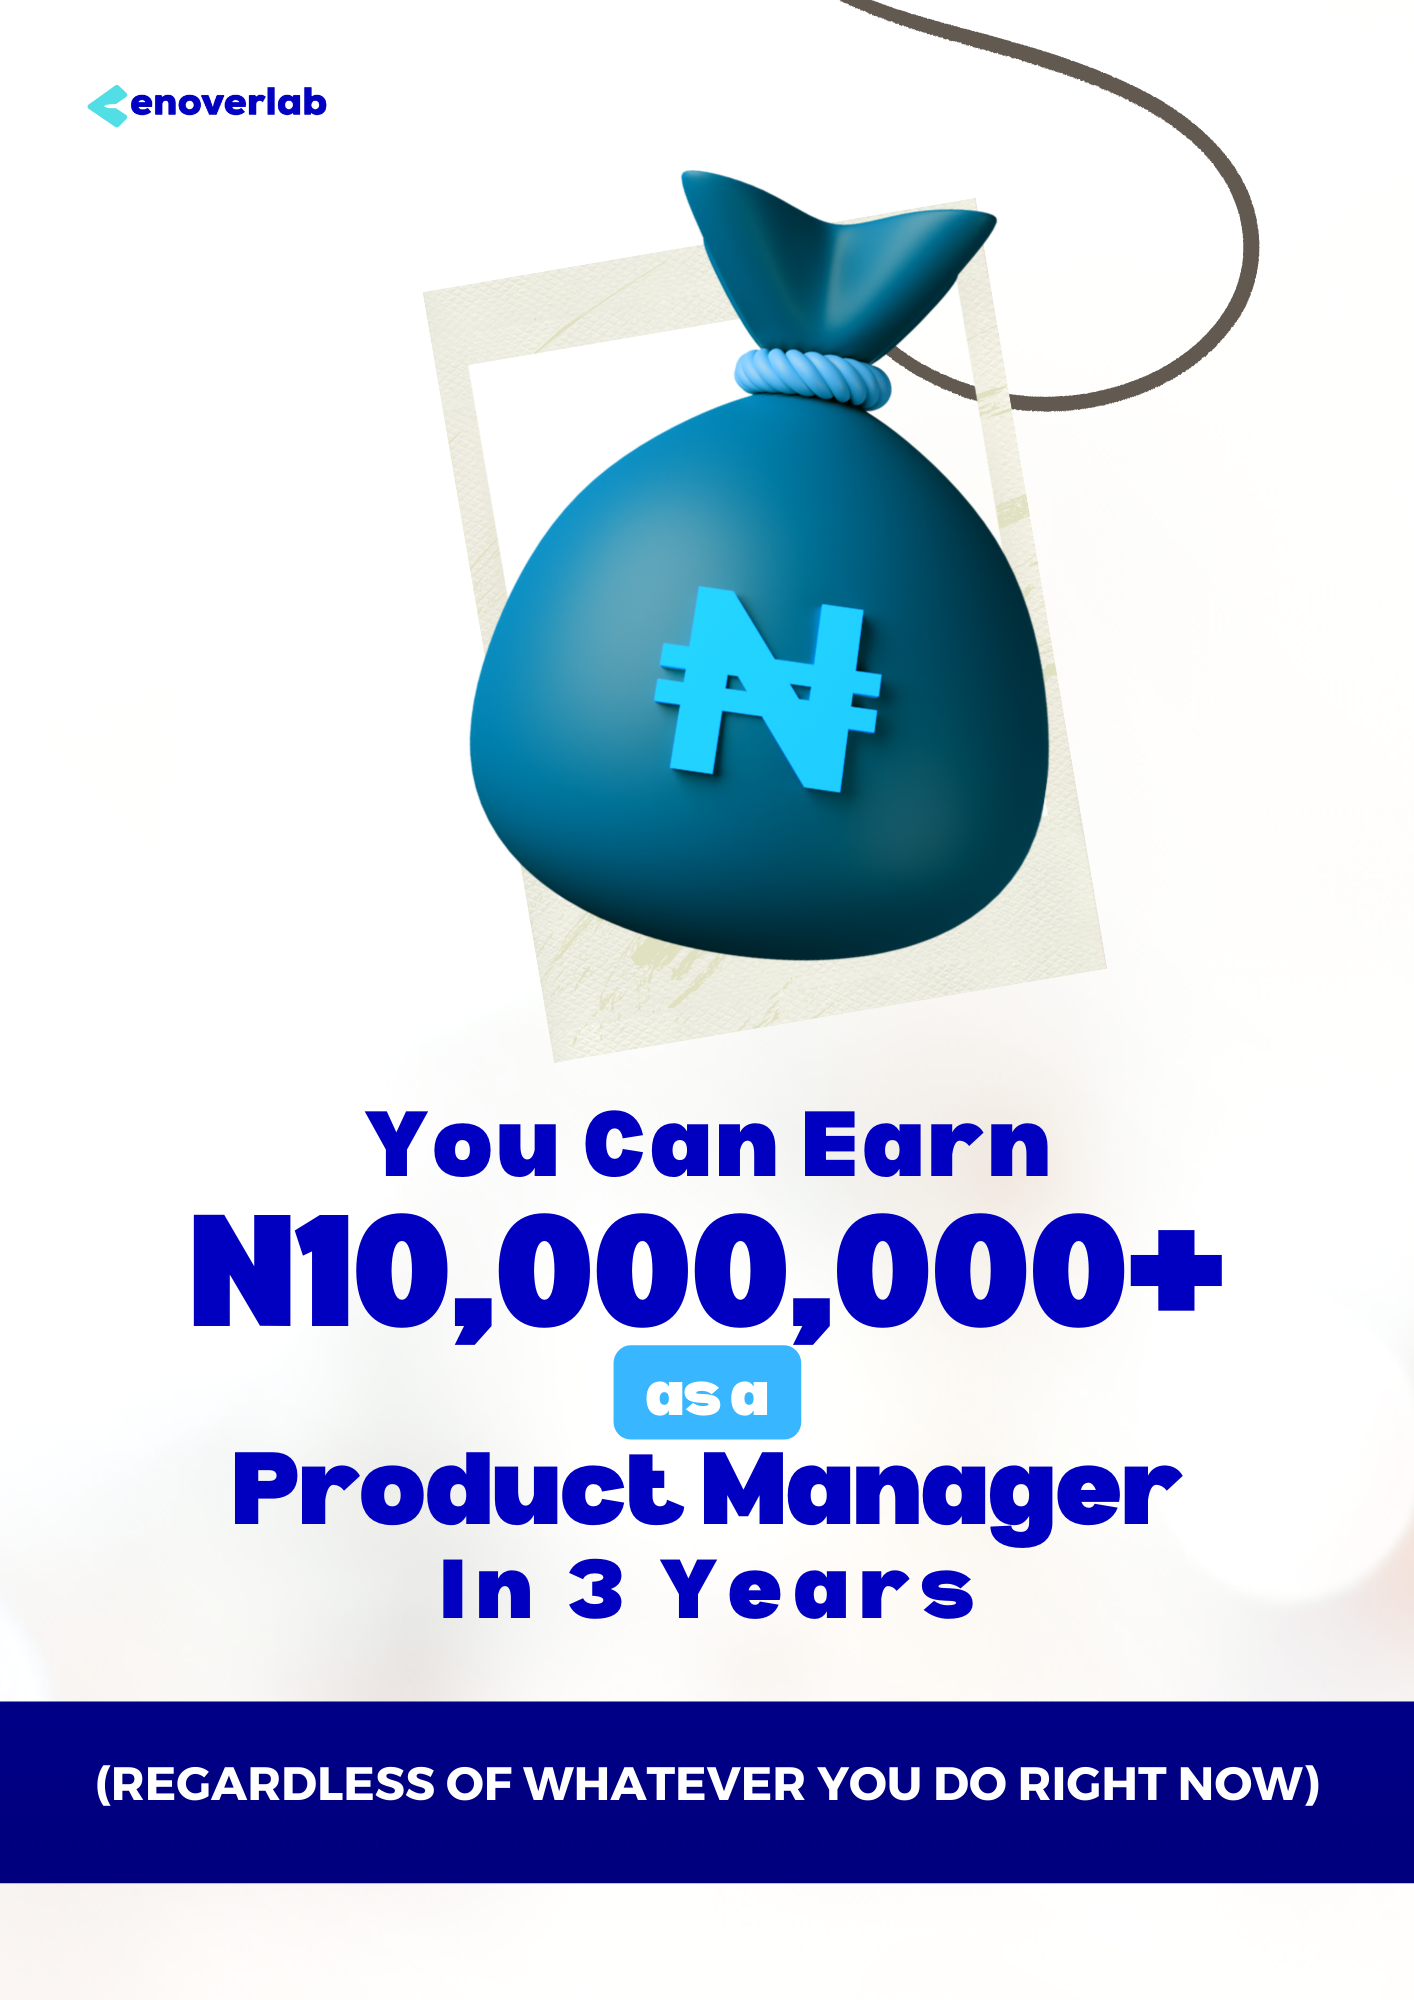 enoverlab
₦
You Can Earn
N10,000,000+
as a
Product Manager
In 3 Years
(REGARDLESS OF WHATEVER YOU DO RIGHT NOW)